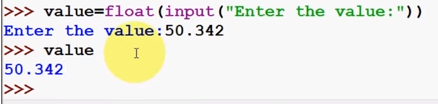 >>> value=float(input("Enter the value:"))
Enter the value:50.342
>>> value
50.342
>>>